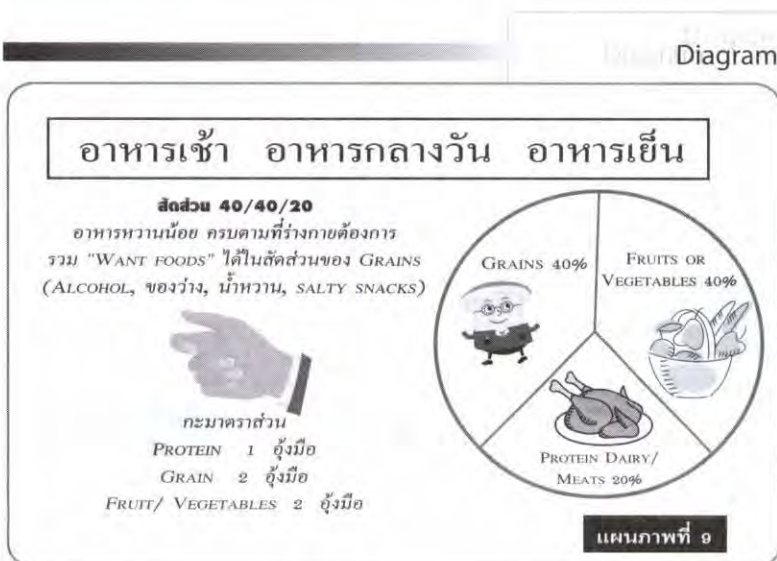 Diagram
อาหารเช้า อาหารกลางวัน อาหารเย็น
สัดส่วน 40/40/20
อาหารหวานน้อย ครบตามที่ร่างกายต้องการ
รวม "WANT FOODS" ได้ในสัดส่วนของ GRAINS
(ALCOHOL, ของว่าง, น้ำหวาน, SALTY SNACKS)
กะมาตราส่วน
PROTEIN 1 อุ้งมือ
GRAIN 2 อุ้งมือ
FRUIT/ VEGETABLES 2 อุ้งมือ
GRAINS 40%
FRUITS OR
VEGETABLES 40%
PROTEIN DAIRY/
MEATS 20%
แผนภาพที่ 9